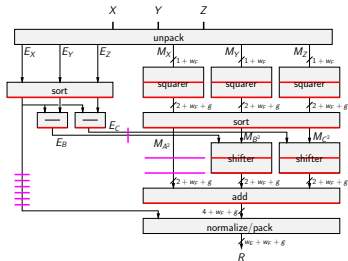 X Y Z
unpack
E_X E_Y E_Z M_X M_Y M_Z
1 + w_F 1 + w_F 1 + w_F
sort squarer squarer squarer
2 + w_F + g 2 + w_F + g 2 + w_F + g
sort
E_C
E_B M_{A^2} M_{B^2} M_{C^2}
shifter shifter
2 + w_F + g 2 + w_F + g 2 + w_F + g
add
4 + w_F + g
normalize/pack
w_E + w_F + g
R